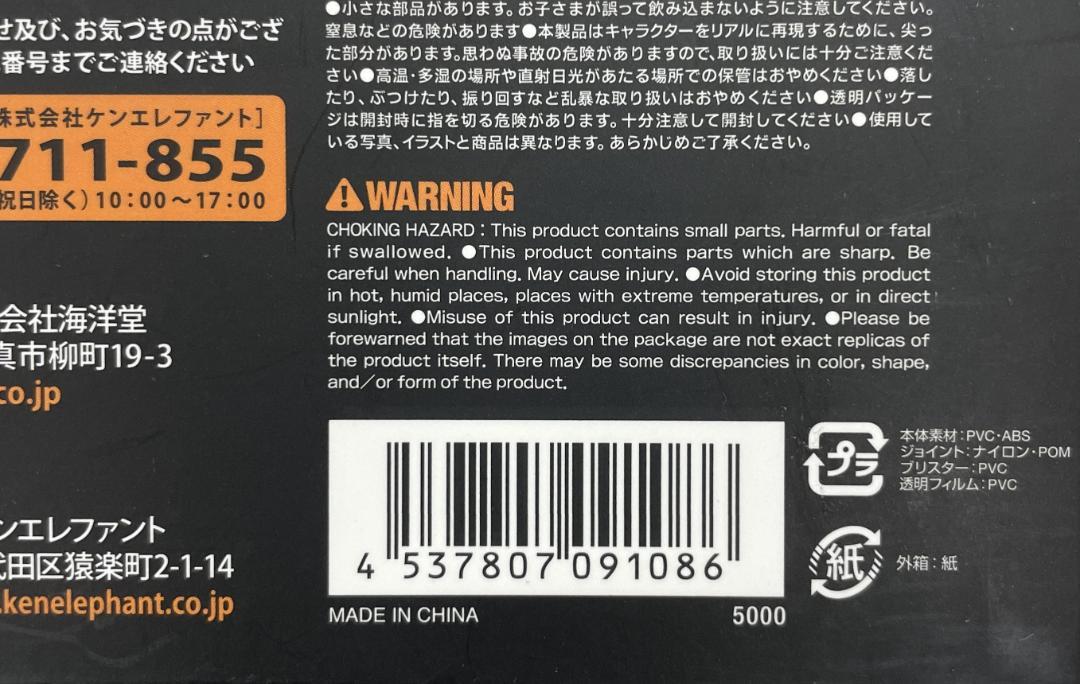 せ及び、お気づきの点がござ
番号までご連絡ください
株式会社ケンエレファント]
711-855
祝日除く)10:00～17:00
会社海洋堂
真市柳町19-3
co.jp
ンエレファント
代田区猿楽町2-1-14
.kenelephant.co.jp
●小さな部品があります。お子さまが誤って飲み込まないように注意してください。
窒息などの危険があります●本製品はキャラクターをリアルに再現するために、尖っ
た部分があります。思わぬ事故の危険がありますので、取り扱いには十分ご注意くだ
さい●高温・多湿の場所や直射日光があたる場所での保管はおやめください●落し
たり、ぶつけたり、振り回すなど乱暴な取り扱いはおやめください●透明パッケー
ジは開封時に指を切る危険があります。十分注意して開封してください●使用して
いる写真、イラストと商品は異なります。あらかじめご了承ください。
WARNING
CHOKING HAZARD : This product contains small parts. Harmful or fatal
if swallowed. ●This product contains parts which are sharp. Be
careful when handling. May cause injury. ●Avoid storing this product
in hot, humid places, places with extreme temperatures, or in direct
sunlight. ●Misuse of this product can result in injury. ●Please be
forewarned that the images on the package are not exact replicas of
the product itself. There may be some discrepancies in color, shape,
and/or form of the product.
4 537807 091086
MADE IN CHINA 5000
プラ
本体素材:PVC・ABS
ジョイント:ナイロン・POM
ブリスター:PVC
透明フィルム:PVC
紙
外箱:紙